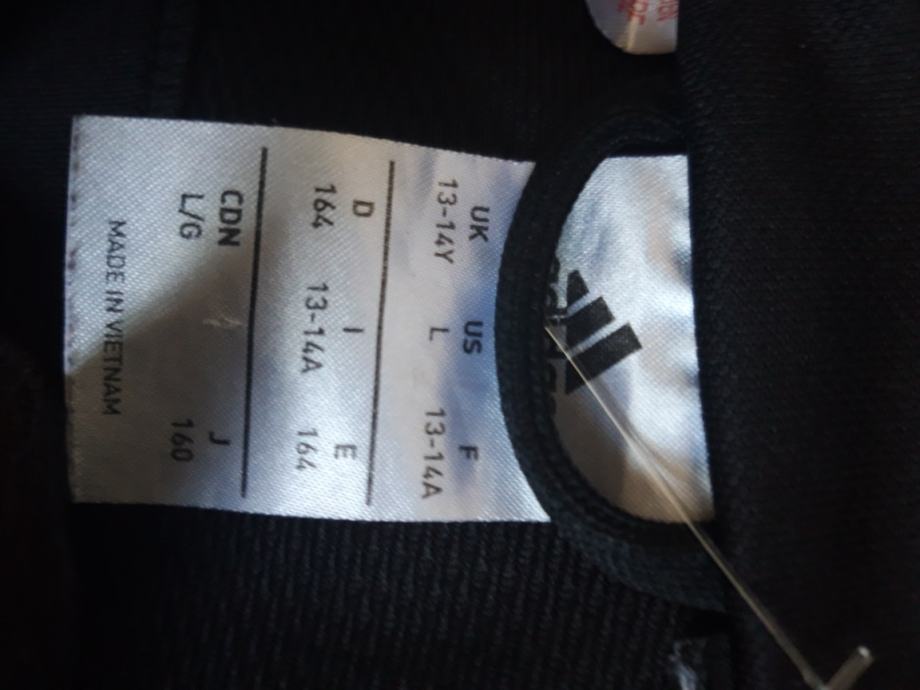 UK US F
13-14Y L 13-14A
D I E
164 13-14A 164
CDN J
L/G 160
MADE IN VIETNAM